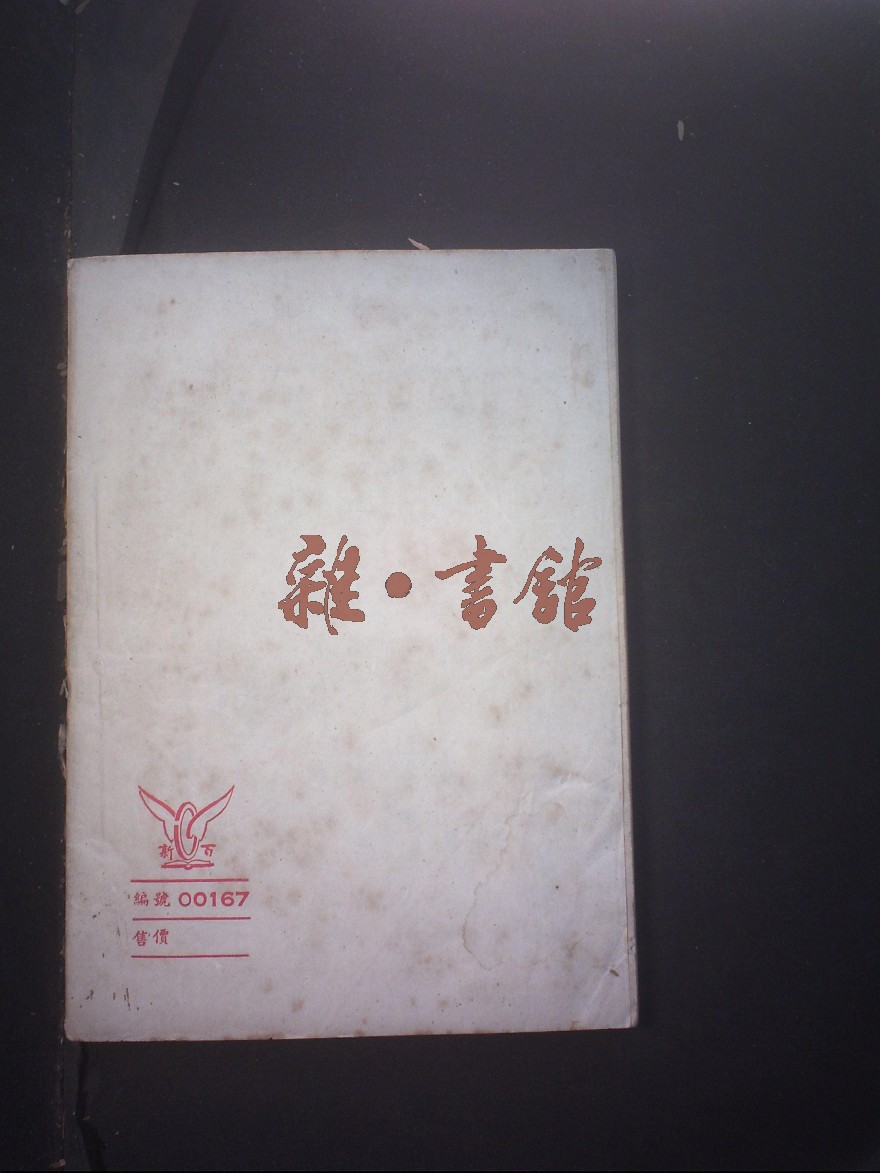 雜·書館
新百
編號 00167
售價